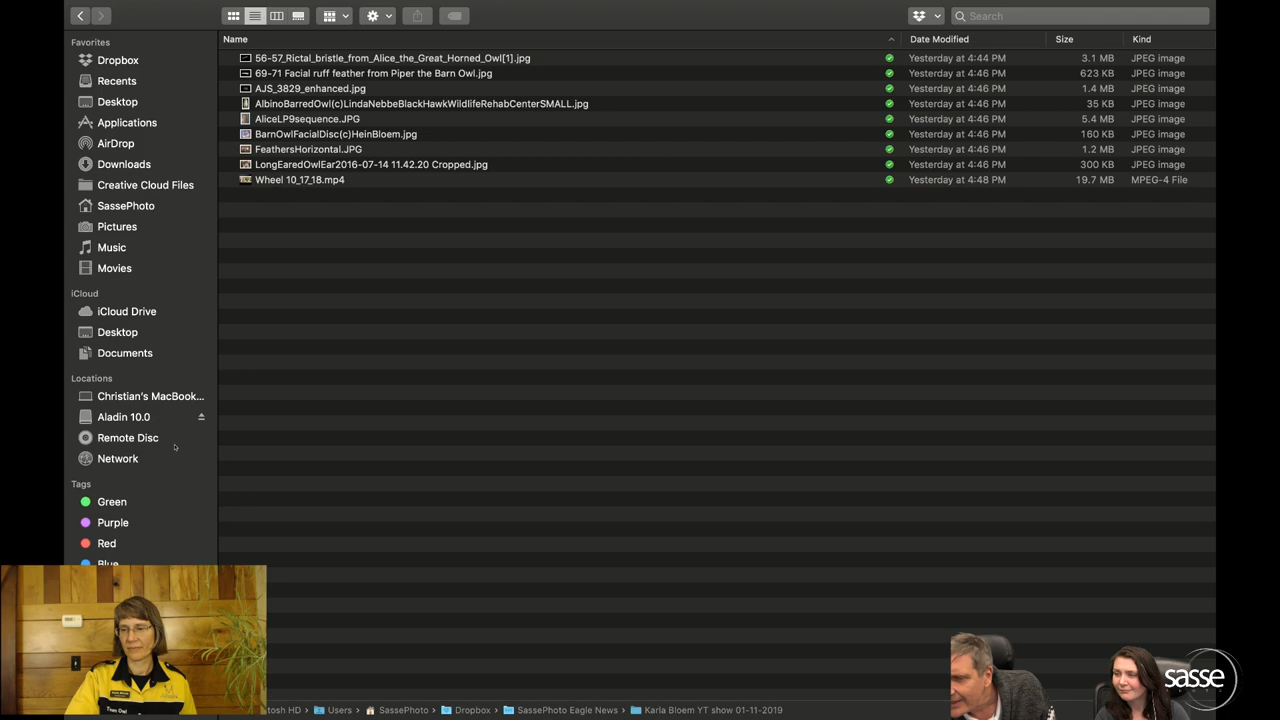 Search
Favorites
Dropbox
Recents
Desktop
Applications
AirDrop
Downloads
Creative Cloud Files
SassePhoto
Pictures
Music
Movies
iCloud
iCloud Drive
Desktop
Documents
Locations
Christian's MacBook...
Aladin 10.0
Remote Disc
Network
Tags
Green
Purple
Red
Blue
Name Date Modified Size Kind
56-57_Rictal_bristle_from_Alice_the_Great_Horned_Owl[1].jpg Yesterday at 4:44 PM 3.1 MB JPEG image
69-71 Facial ruff feather from Piper the Barn Owl.jpg Yesterday at 4:46 PM 623 KB JPEG image
AJS_3829_enhanced.jpg Yesterday at 4:46 PM 1.4 MB JPEG image
AlbinoBarredOwl(c)LindaNebbeBlackHawkWildlifeRehabCenterSMALL.jpg Yesterday at 4:46 PM 35 KB JPEG image
AliceLP9sequence.JPG Yesterday at 4:46 PM 5.4 MB JPEG image
BarnOwlFacialDisc(c)HeinBloem.jpg Yesterday at 4:46 PM 160 KB JPEG image
FeathersHorizontal.JPG Yesterday at 4:46 PM 1.2 MB JPEG image
LongEaredOwlEar2016-07-14 11.42.20 Cropped.jpg Yesterday at 4:46 PM 300 KB JPEG image
Wheel 10_17_18.mp4 Yesterday at 4:48 PM 19.7 MB MPEG-4 File
tosh HD › Users › SassePhoto › Dropbox › SassePhoto Eagle News › Karla Bloem YT show 01-11-2019
sasse